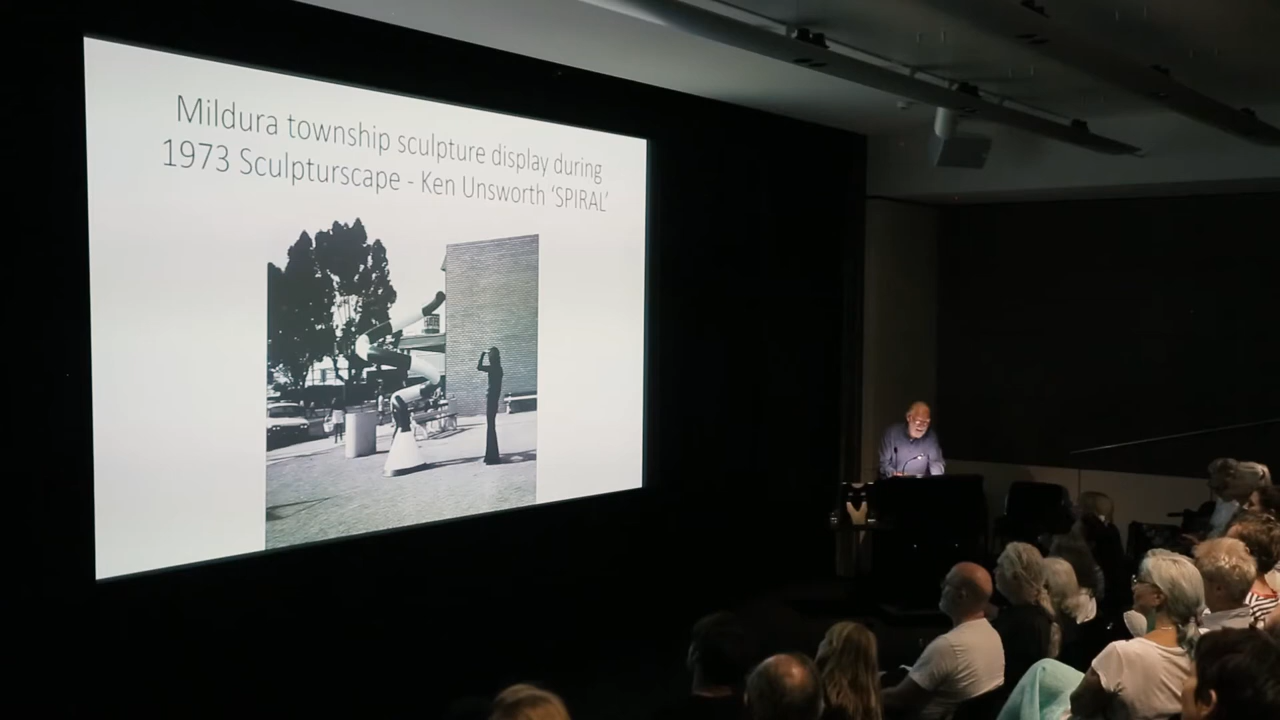 Mildura township sculpture display during
1973 Sculpturscape - Ken Unsworth ‘SPIRAL’